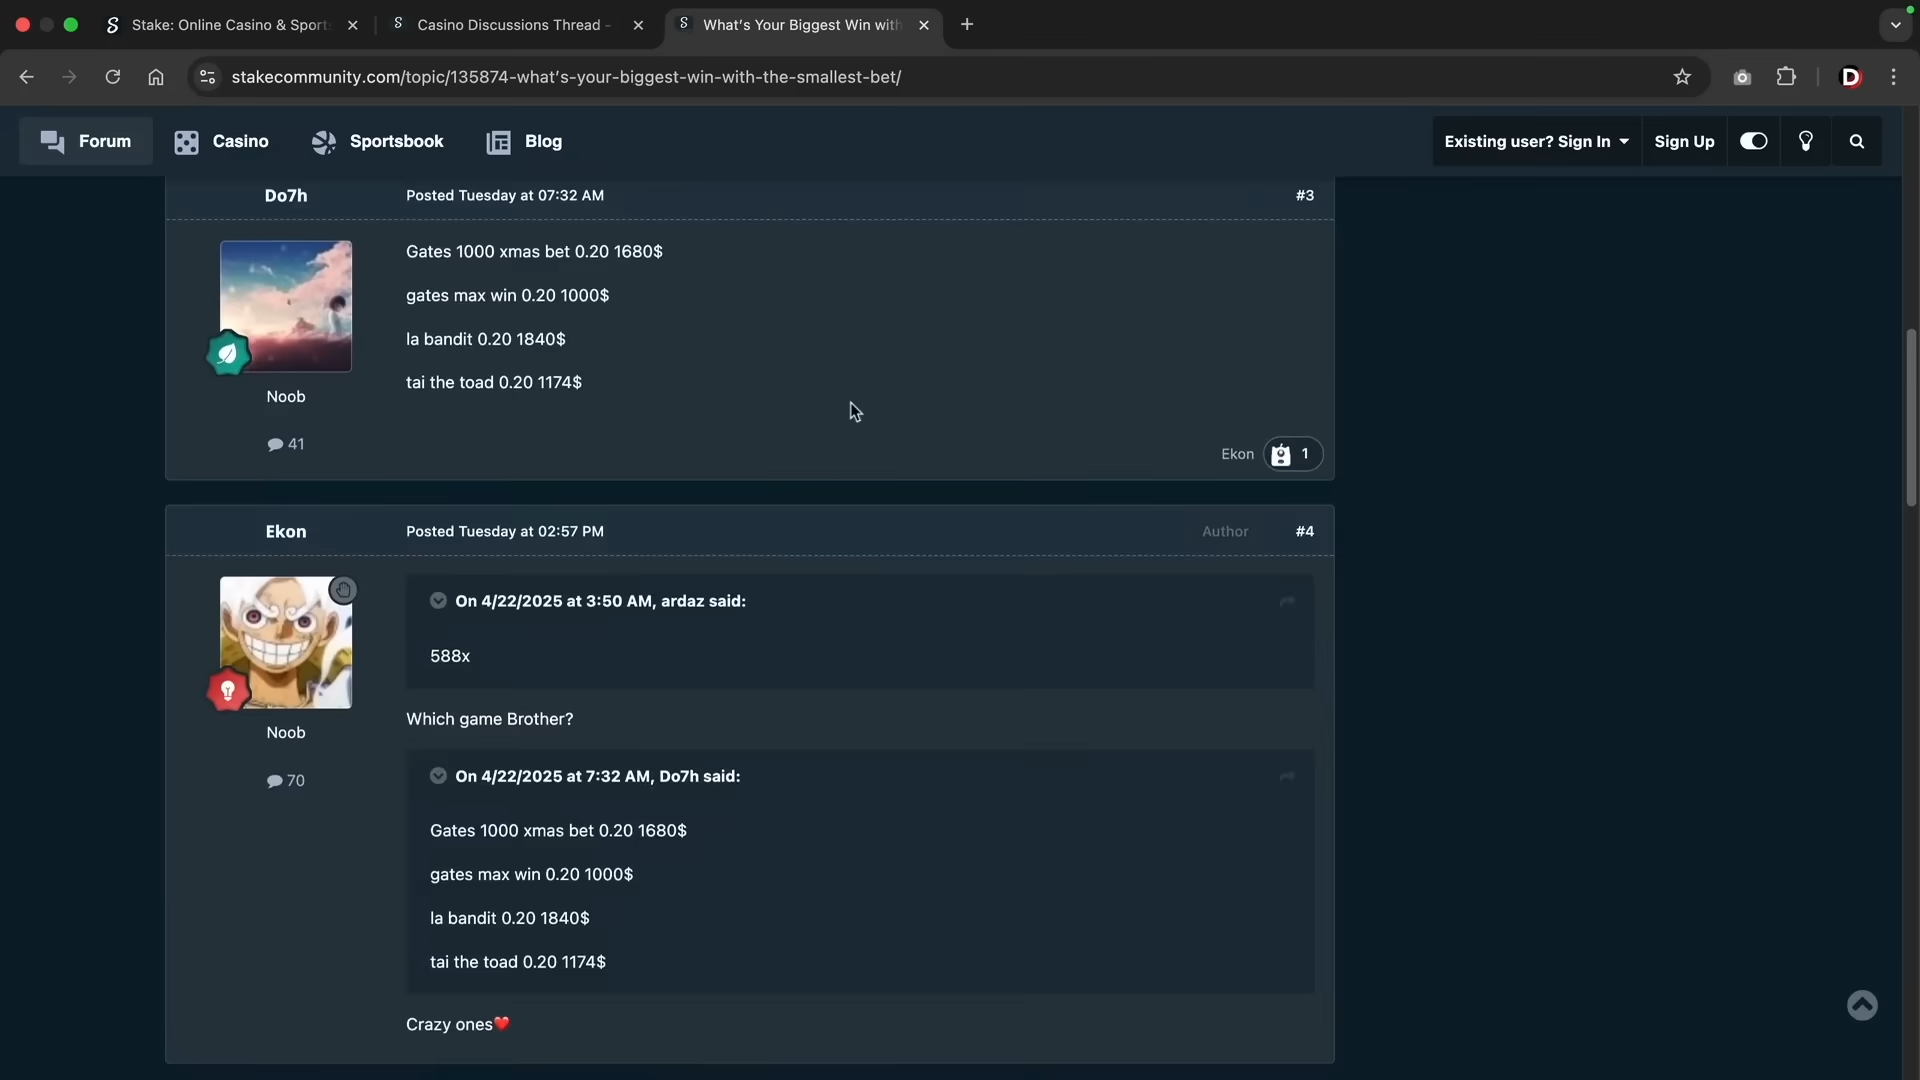 Stake: Online Casino & Sport
Casino Discussions Thread -
What's Your Biggest Win with
stakecommunity.com/topic/135874-what's-your-biggest-win-with-the-smallest-bet/
D
Forum
Casino
Sportsbook
Blog
Existing user? Sign In
Sign Up
Do7h
Posted Tuesday at 07:32 AM
#3
Gates 1000 xmas bet 0.20 1680$
gates max win 0.20 1000$
la bandit 0.20 1840$
tai the toad 0.20 1174$
Noob
41
Ekon
1
Ekon
Posted Tuesday at 02:57 PM
Author
#4
On 4/22/2025 at 3:50 AM, ardaz said:
588x
Noob
Which game Brother?
70
On 4/22/2025 at 7:32 AM, Do7h said:
Gates 1000 xmas bet 0.20 1680$
gates max win 0.20 1000$
la bandit 0.20 1840$
tai the toad 0.20 1174$
Crazy ones❤️